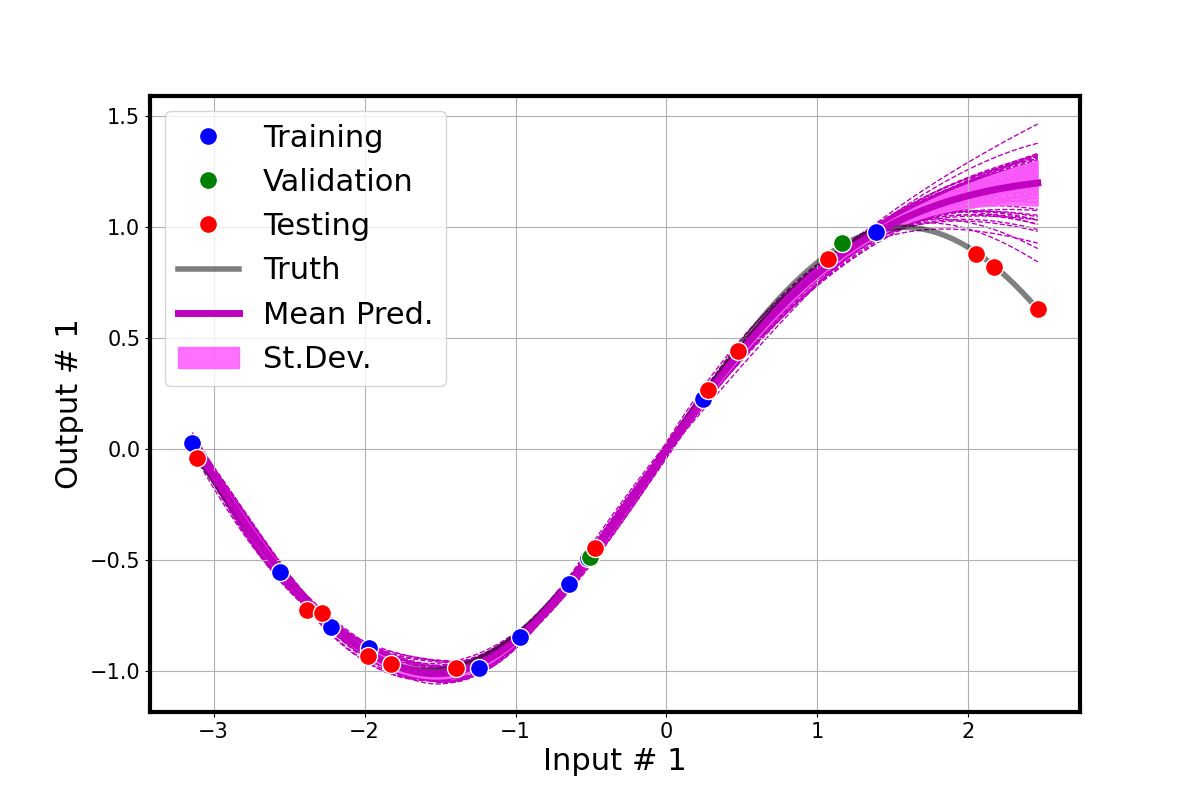 1.5
1.0
0.5
0.0
−0.5
−1.0
Output # 1
Training
Validation
Testing
Truth
Mean Pred.
St.Dev.
−3 −2 −1 0 1 2
Input # 1